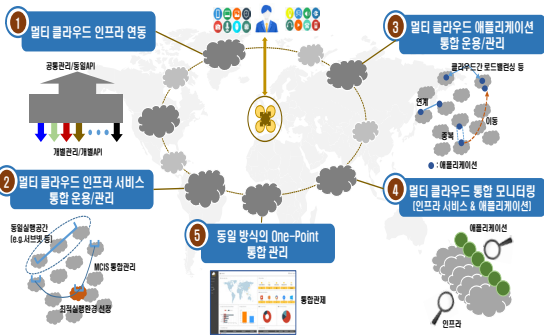 1
멀티 클라우드 인프라 연동
공통관리/동일API
개별관리/개별API
2
멀티 클라우드 인프라 서비스
통합 운용/관리
동일실행공간
(e.g.서브넷 등)
MCIS 통합관리
최적실행환경 선정
3
멀티 클라우드 애플리케이션
통합 운용/관리
클라우드간 로드밸런싱 등
연계
이동
중복
: 애플리케이션
4
멀티 클라우드 통합 모니터링
[인프라 서비스 & 애플리케이션]
애플리케이션
인프라
5
동일 방식의 One-Point
통합 관리
통합관제